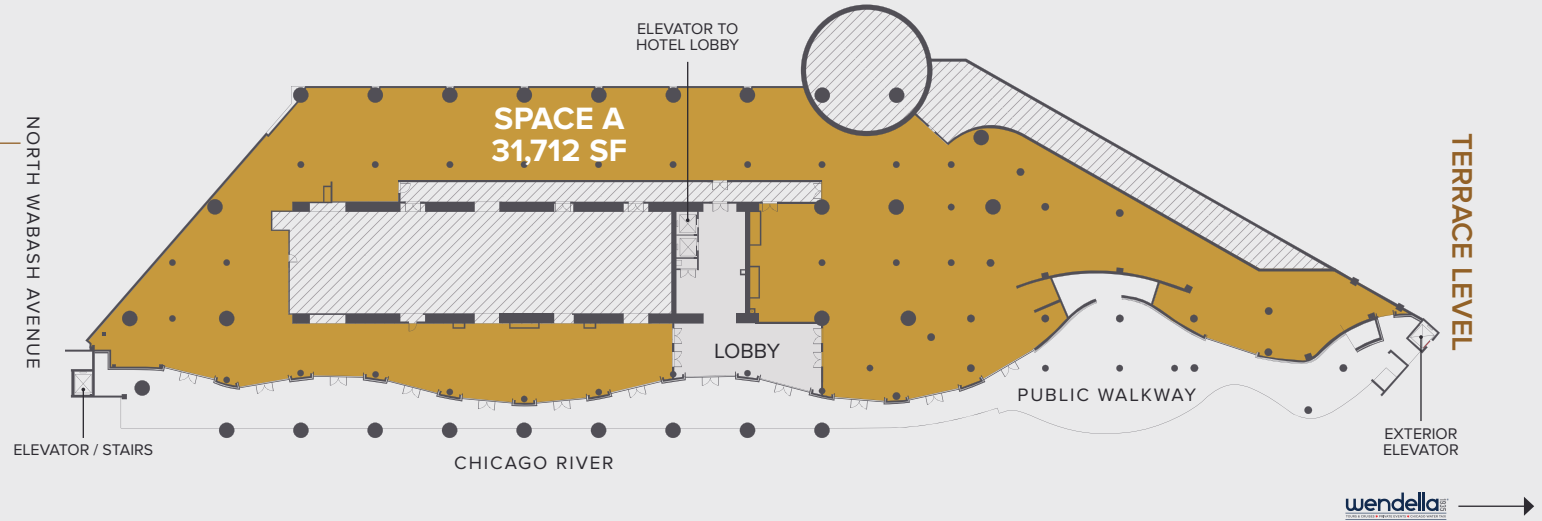 ELEVATOR TO
HOTEL LOBBY
SPACE A
31,712 SF
NORTH WABASH AVENUE
TERRACE LEVEL
LOBBY
PUBLIC WALKWAY
ELEVATOR / STAIRS
CHICAGO RIVER
EXTERIOR
ELEVATOR
wendella